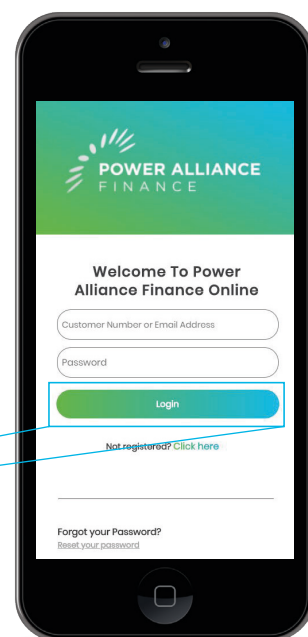 POWER ALLIANCE
FINANCE
Welcome To Power
Alliance Finance Online
Customer Number or Email Address
Password
Login
Not registered? Click here
Forgot your Password?
Reset your password